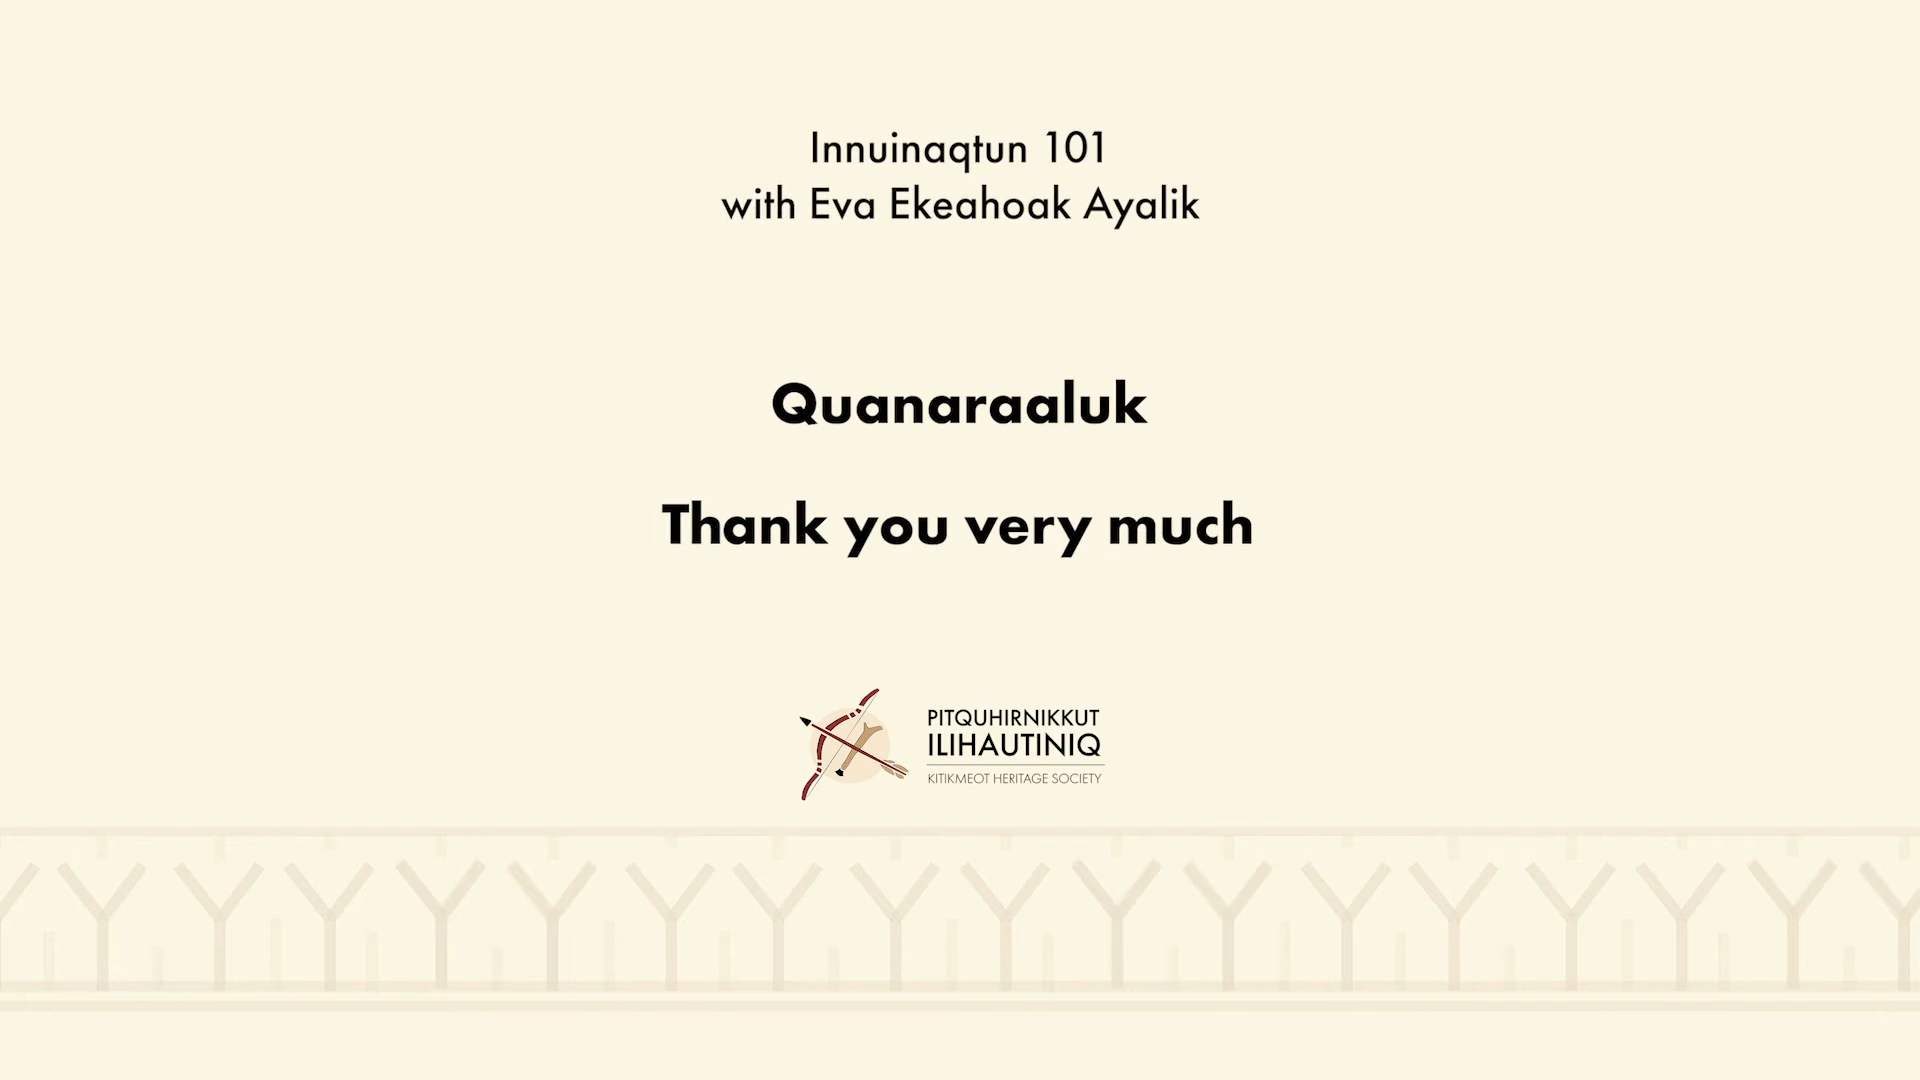 Innuinaqtun 101
with Eva Ekeahoak Ayalik
Quanaraaluk
Thank you very much
PITQUHIRNIKKUT
ILIHAUTINIQ
KITIKMEOT HERITAGE SOCIETY